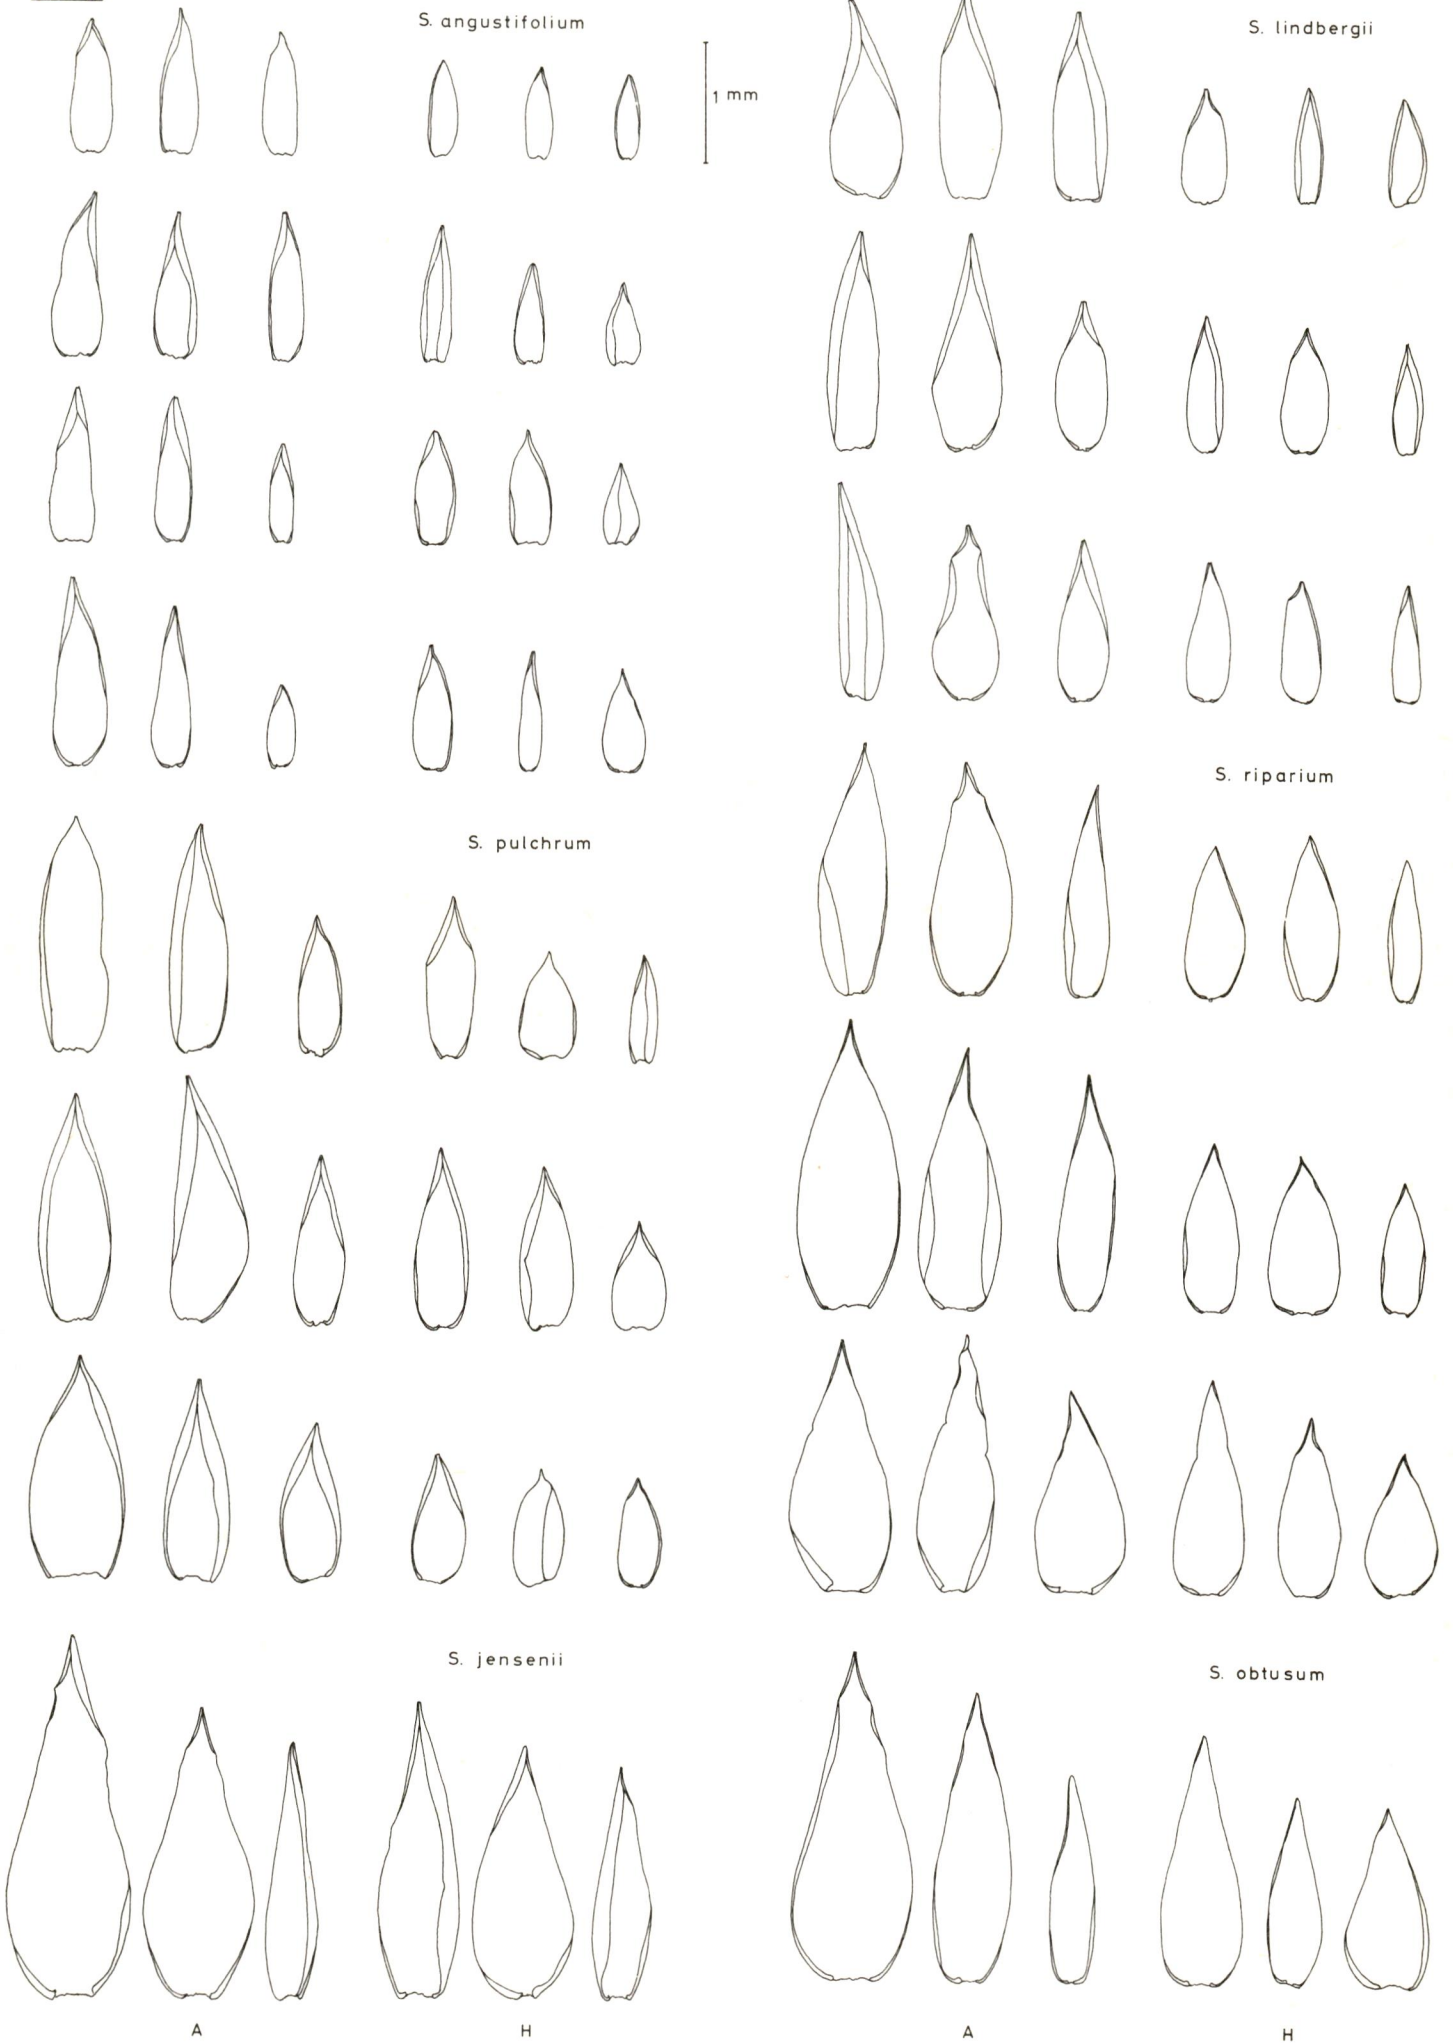 S. angustifolium
1 mm
S. lindbergii
S. riparium
S. pulchrum
S. jensenii
S. obtusum
A H A H